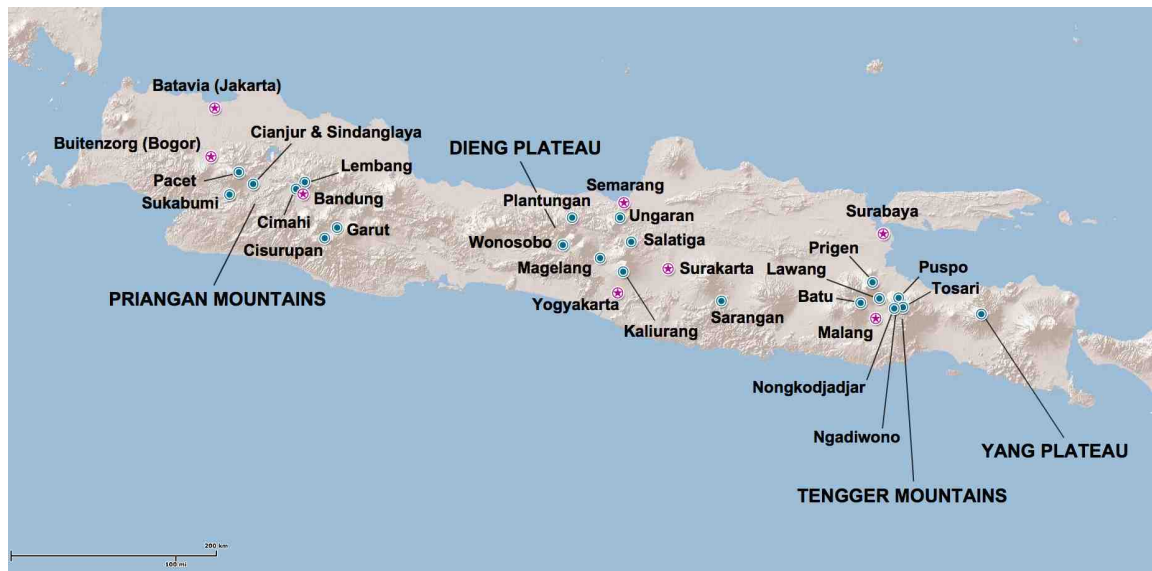 Batavia (Jakarta)
Cianjur & Sindanglaya
Buitenzorg (Bogor)
DIENG PLATEAU
Lembang
Pacet
Semarang
Bandung
Sukabumi
Plantungan
Ungaran
Surabaya
Cimahi
Garut
Wonosobo
Salatiga
Cisurupan
Prigen
Magelang
Surakarta
Lawang
Puspo
Tosari
PRIANGAN MOUNTAINS
Yogyakarta
Sarangan
Batu
Kaliurang
Malang
Nongkodjadjar
Ngadiwono
YANG PLATEAU
TENGGER MOUNTAINS
200 km
100 mi